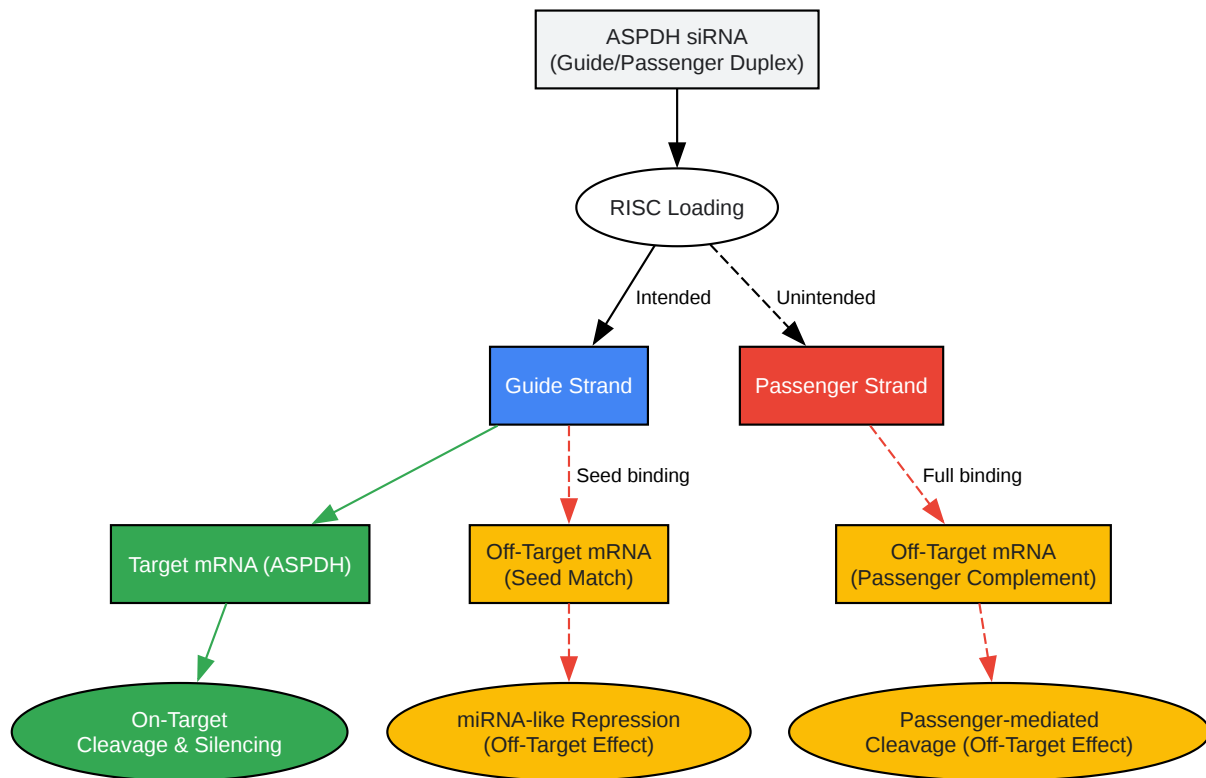 ASPDH siRNA
(Guide/Passenger Duplex)
RISC Loading
Intended
Unintended
Guide Strand
Passenger Strand
Seed binding
Full binding
Target mRNA (ASPDH)
Off-Target mRNA
(Seed Match)
Off-Target mRNA
(Passenger Complement)
On-Target
Cleavage & Silencing
miRNA-like Repression
(Off-Target Effect)
Passenger-mediated
Cleavage (Off-Target Effect)